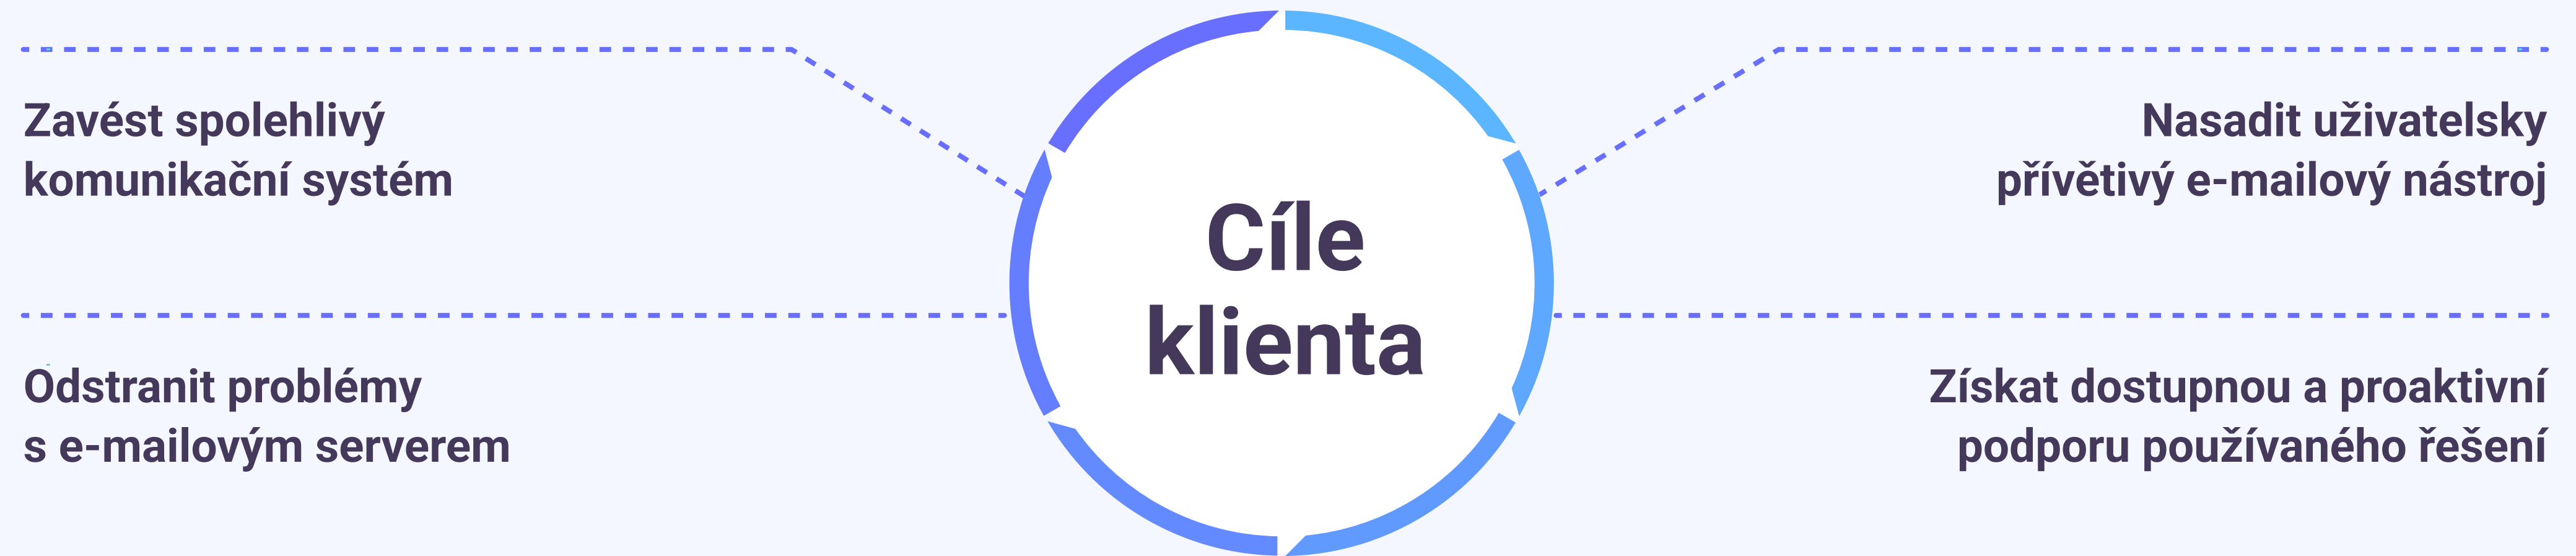 Zavést spolehlivý
komunikační systém
Odstranit problémy
s e-mailovým serverem
Cíle
klienta
Nasadit uživatelsky
přívětivý e-mailový nástroj
Získat dostupnou a proaktivní
podporu používaného řešení